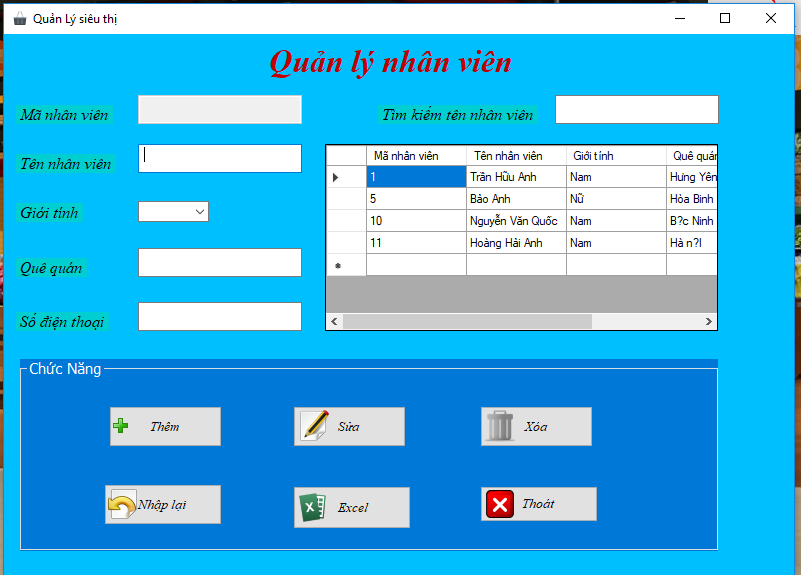 Quản Lý siêu thị
Quản lý nhân viên
Mã nhân viên
Tìm kiếm tên nhân viên
Tên nhân viên
Giới tính
Quê quán
Số điện thoại
Mã nhân viên Tên nhân viên Giới tính Quê quán
1 Trần Hữu Anh Nam Hưng Yên
5 Bảo Anh Nữ Hòa Bình
10 Nguyễn Văn Quốc Nam B?c Ninh
11 Hoàng Hải Anh Nam Hà n?I
Chức Năng
Thêm Sửa Xóa
Nhập lại Excel Thoát